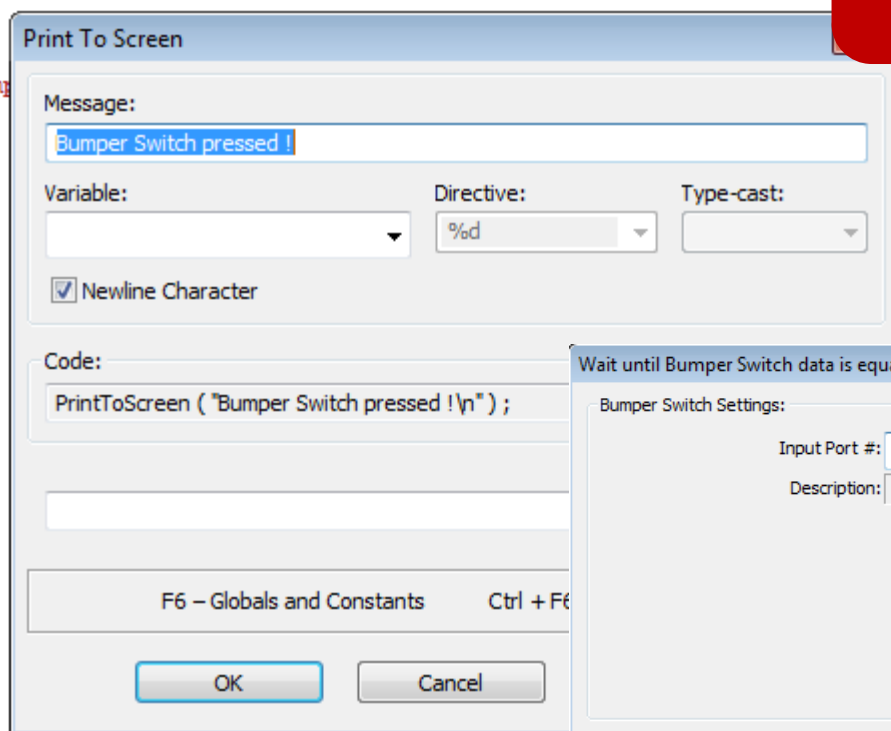 Print To Screen
Message:
Bumper Switch pressed !
Variable:
Directive:
Type-cast:
%d
Newline Character
Code:
PrintToScreen ( "Bumper Switch pressed !\n" ) ;
F6 – Globals and Constants
Ctrl + F6
OK
Cancel
Wait until Bumper Switch data is
Bumper Switch Settings:
Input Port #:
Description: